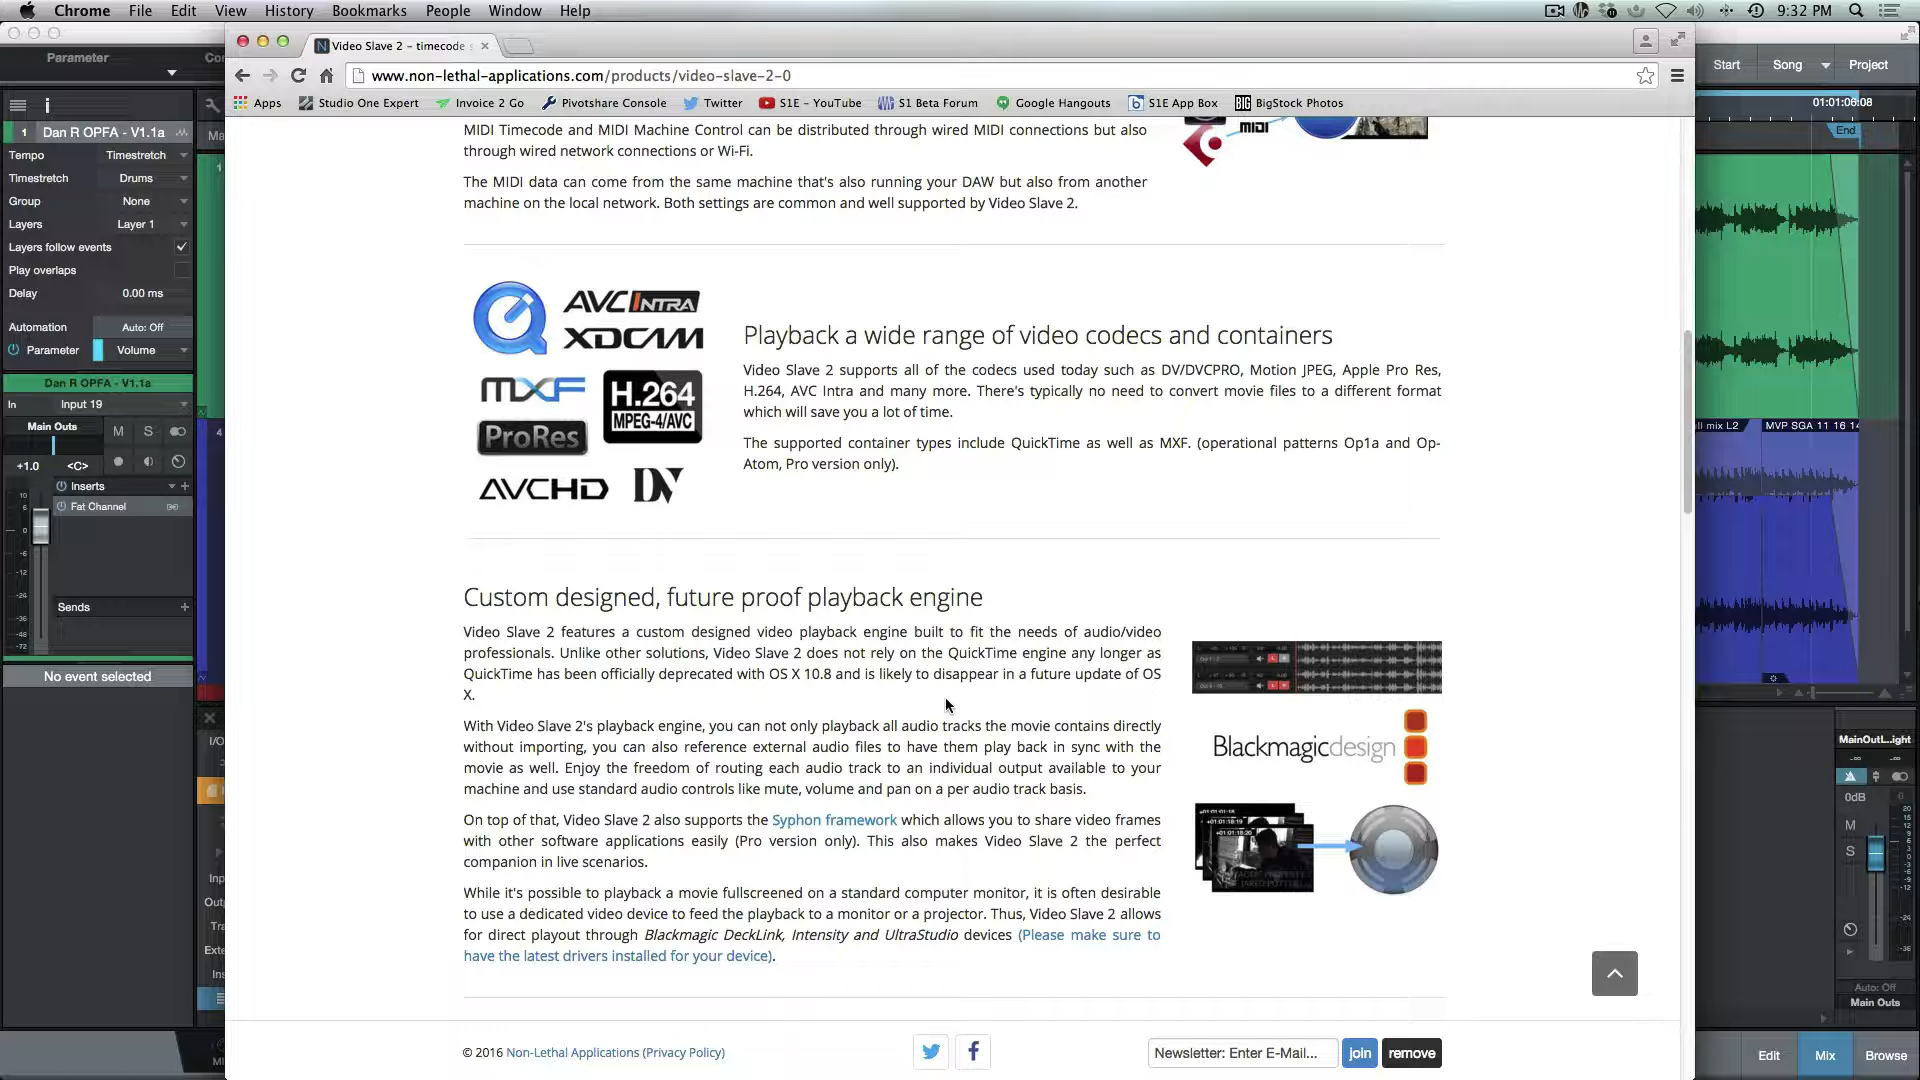 Chrome File Edit View History Bookmarks People Window Help 9:32 PM
Video Slave 2 – timecode
www.non-lethal-applications.com/products/video-slave-2-0
Apps Studio One Expert Invoice 2 Go Pivotshare Console Twitter S1E - YouTube S1 Beta Forum Google Hangouts S1E App Box BIG BigStock Photos
Parameter
Start Song Project
01:01:06:08
End
1 Dan R OPFA - V1.1a
Tempo Timestretch
Timestretch Drums
Group None
Layers Layer 1
Layers follow events
Play overlaps
Delay 0.00 ms
Automation Auto: Off
Parameter Volume
Dan R OPFA - V1.1a
In Input 19
Main Outs M S
+1.0 <C>
Inserts
Fat Channel
Sends
No event selected
MIDI Timecode and MIDI Machine Control can be distributed through wired MIDI connections but also
through wired network connections or Wi-Fi.
The MIDI data can come from the same machine that's also running your DAW but also from another
machine on the local network. Both settings are common and well supported by Video Slave 2.
MIDI
AVC INTRA
XDCAM
MXF
H.264
MPEG-4/AVC
ProRes
AVCHD DV
Playback a wide range of video codecs and containers
Video Slave 2 supports all of the codecs used today such as DV/DVCPRO, Motion JPEG, Apple Pro Res,
H.264, AVC Intra and many more. There's typically no need to convert movie files to a different format
which will save you a lot of time.
The supported container types include QuickTime as well as MXF. (operational patterns Op1a and Op-
Atom, Pro version only).
Custom designed, future proof playback engine
Video Slave 2 features a custom designed video playback engine built to fit the needs of audio/video
professionals. Unlike other solutions, Video Slave 2 does not rely on the QuickTime engine any longer as
QuickTime has been officially deprecated with OS X 10.8 and is likely to disappear in a future update of OS
X.
With Video Slave 2's playback engine, you can not only playback all audio tracks the movie contains directly
without importing, you can also reference external audio files to have them play back in sync with the
movie as well. Enjoy the freedom of routing each audio track to an individual output available to your
machine and use standard audio controls like mute, volume and pan on a per audio track basis.
On top of that, Video Slave 2 also supports the Syphon framework which allows you to share video frames
with other software applications easily (Pro version only). This also makes Video Slave 2 the perfect
companion in live scenarios.
While it's possible to playback a movie fullscreened on a standard computer monitor, it is often desirable
to use a dedicated video device to feed the playback to a monitor or a projector. Thus, Video Slave 2 allows
for direct playout through Blackmagic DeckLink, Intensity and UltraStudio devices (Please make sure to
have the latest drivers installed for your device).
Blackmagicdesign
© 2016 Non-Lethal Applications (Privacy Policy)
Newsletter: Enter E-Mail... join remove
ll mix L2 MVP SGA 11 16 14
MainOutL...ight
0dB
M
S
Auto: Off
Main Outs
Edit Mix Browse